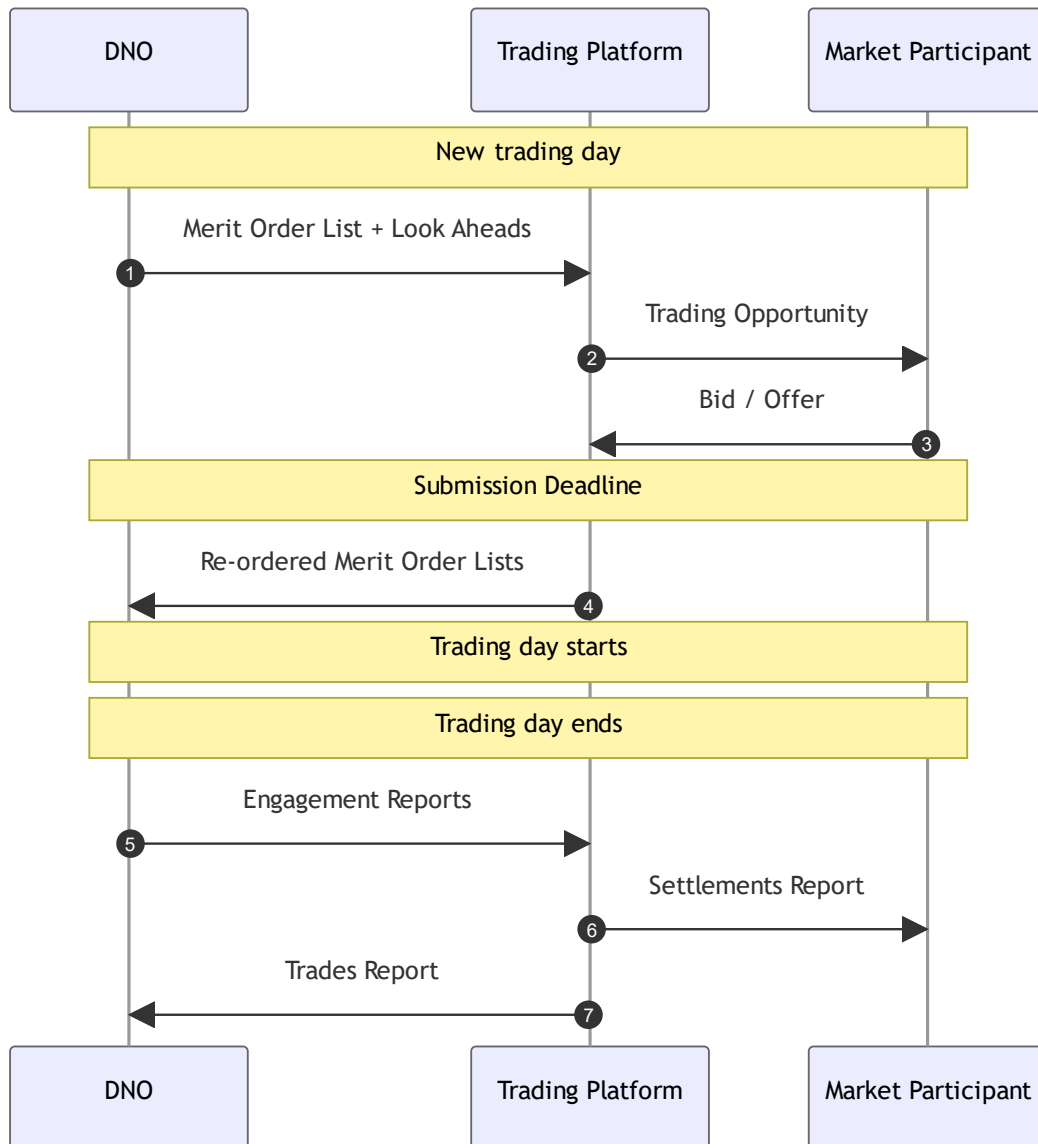 DNO
Trading Platform
Market Participant
New trading day
Merit Order List + Look Aheads
1
Trading Opportunity
2
Bid / Offer
3
Submission Deadline
Re-ordered Merit Order Lists
4
Trading day starts
Trading day ends
Engagement Reports
5
Settlements Report
6
Trades Report
7
DNO
Trading Platform
Market Participant